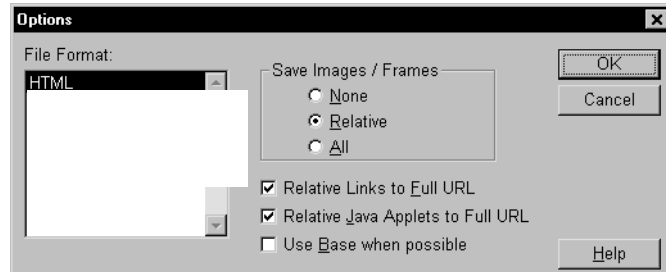 Options
File Format:
HTML
Save Images / Frames
None
Relative
All
OK
Cancel
Relative Links to Full URL
Relative Java Applets to Full URL
Use Base when possible
Help